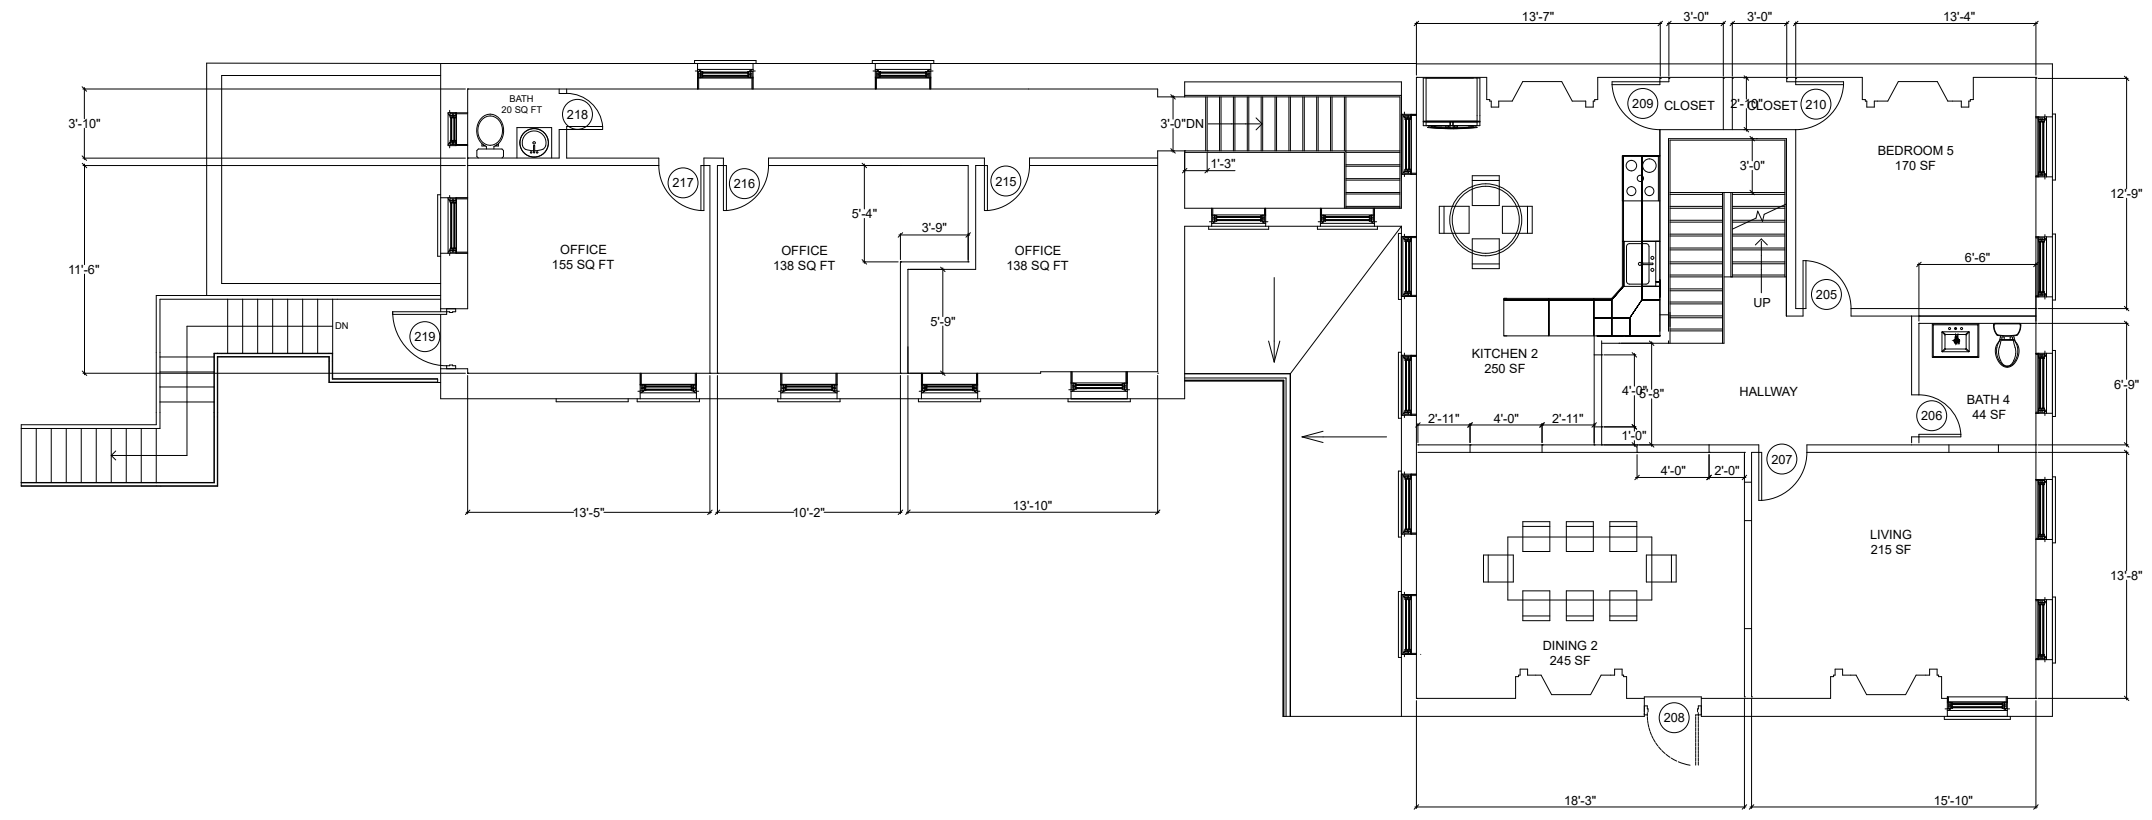 13'-7"
3'-0"
3'-0"
13'-4"
BATH
20 SQ FT
218
209
CLOSET
2'-10"
CLOSET
210
3'-10"
3'-0"
DN
1'-3"
3'-0"
BEDROOM 5
170 SF
12'-9"
217
216
215
5'-4"
3'-9"
OFFICE
155 SQ FT
OFFICE
138 SQ FT
OFFICE
138 SQ FT
11'-6"
6'-6"
205
UP
5'-9"
DN
219
KITCHEN 2
250 SF
4'-0"
5'-8"
HALLWAY
6'-9"
BATH 4
44 SF
206
2'-11"
4'-0"
2'-11"
1'-0"
207
4'-0"
2'-0"
13'-5"
10'-2"
13'-10"
LIVING
215 SF
13'-8"
DINING 2
245 SF
208
18'-3"
15'-10"